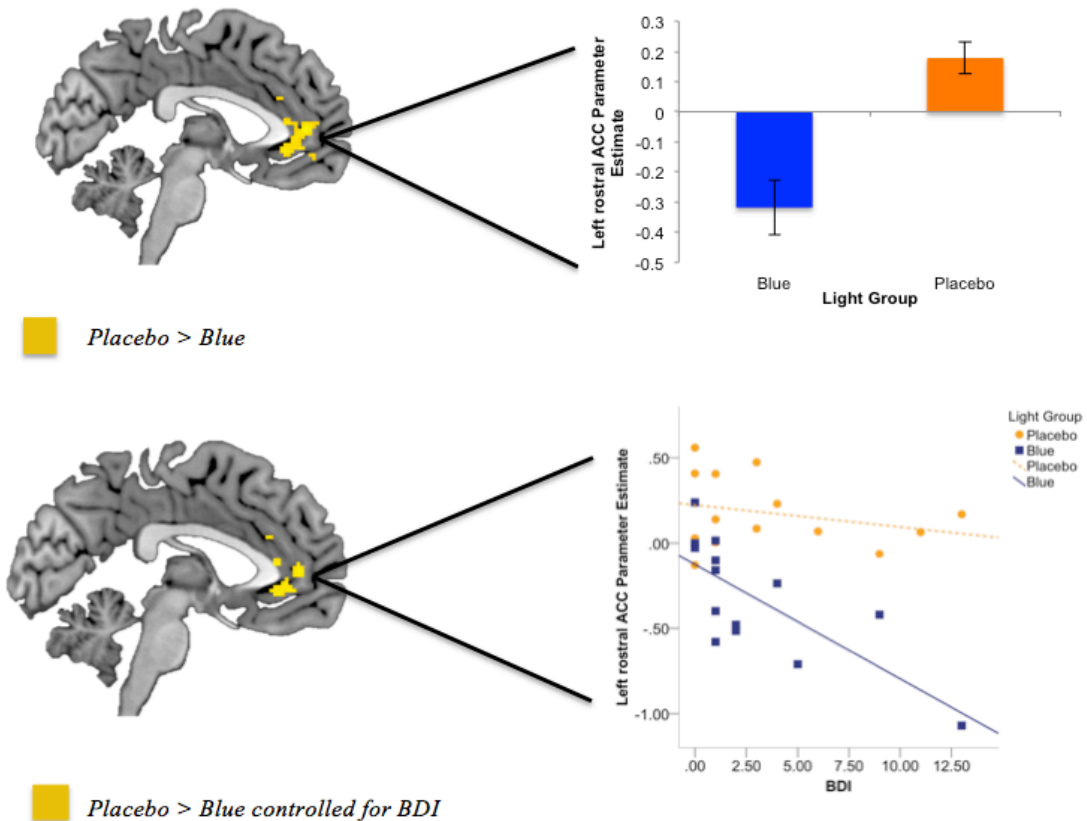 0.3
0.2
0.1
0
-0.1
-0.2
-0.3
-0.4
-0.5
Left rostral ACC Parameter
Estimate
Blue
Placebo
Light Group
Placebo > Blue
Light Group
Placebo
Blue
Placebo
Blue
.50
.00
-.50
-1.00
Left rostral ACC Parameter Estimate
.00 2.50 5.00 7.50 10.00 12.50
BDI
Placebo > Blue controlled for BDI